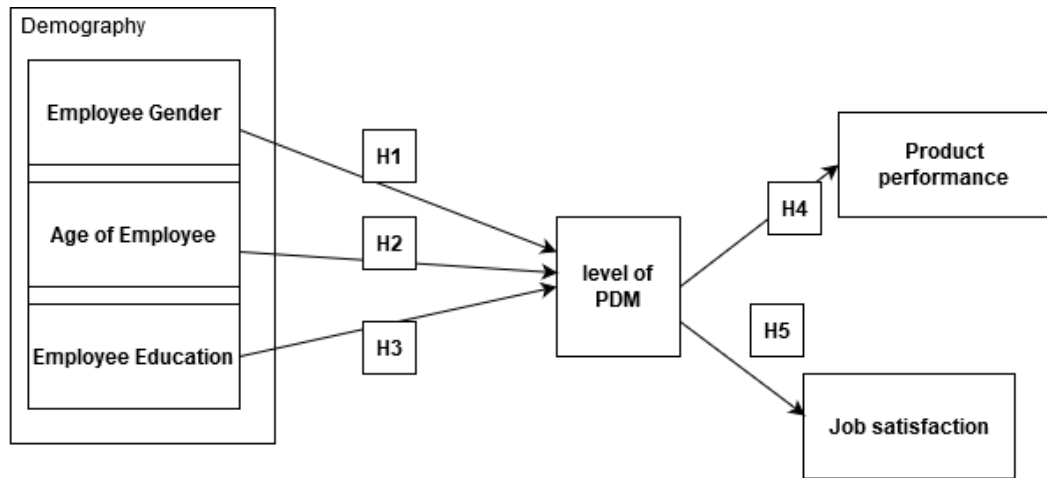 Demography
Employee Gender
H1
Product
performance
H4
Age of Employee
H2
level of
PDM
H5
Employee Education
H3
Job satisfaction